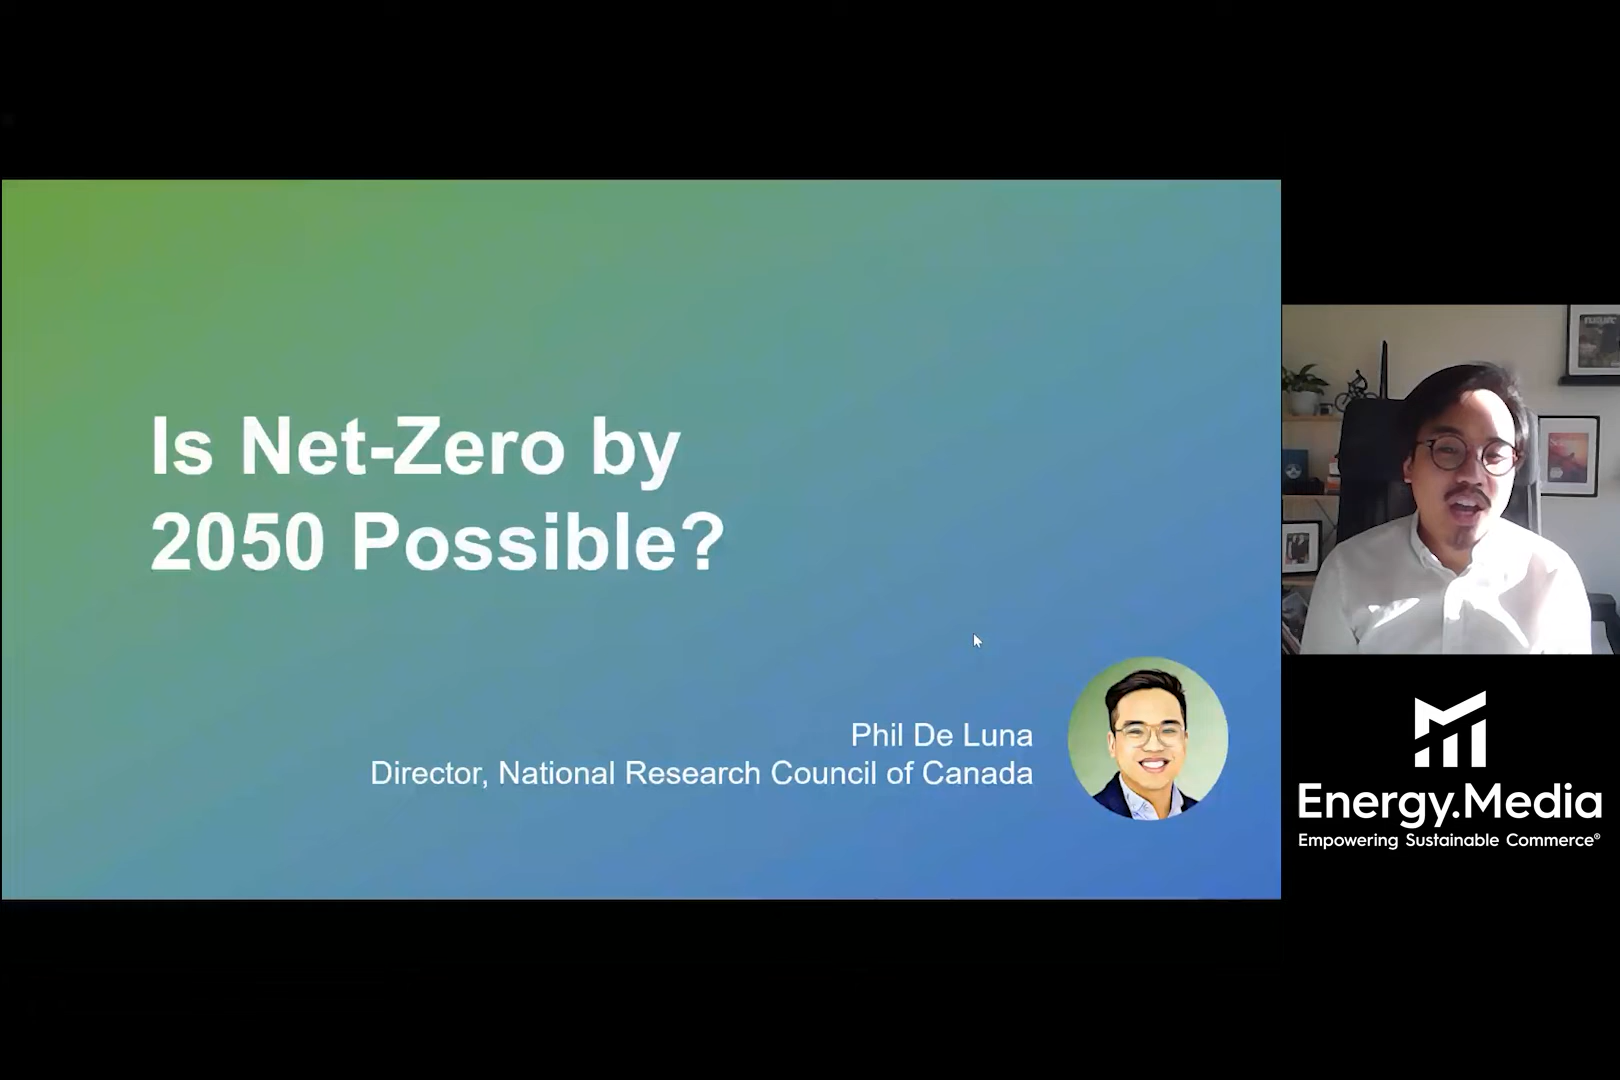 Is Net-Zero by
2050 Possible?
Phil De Luna
Director, National Research Council of Canada
nature
Energy.Media
Empowering Sustainable Commerce®